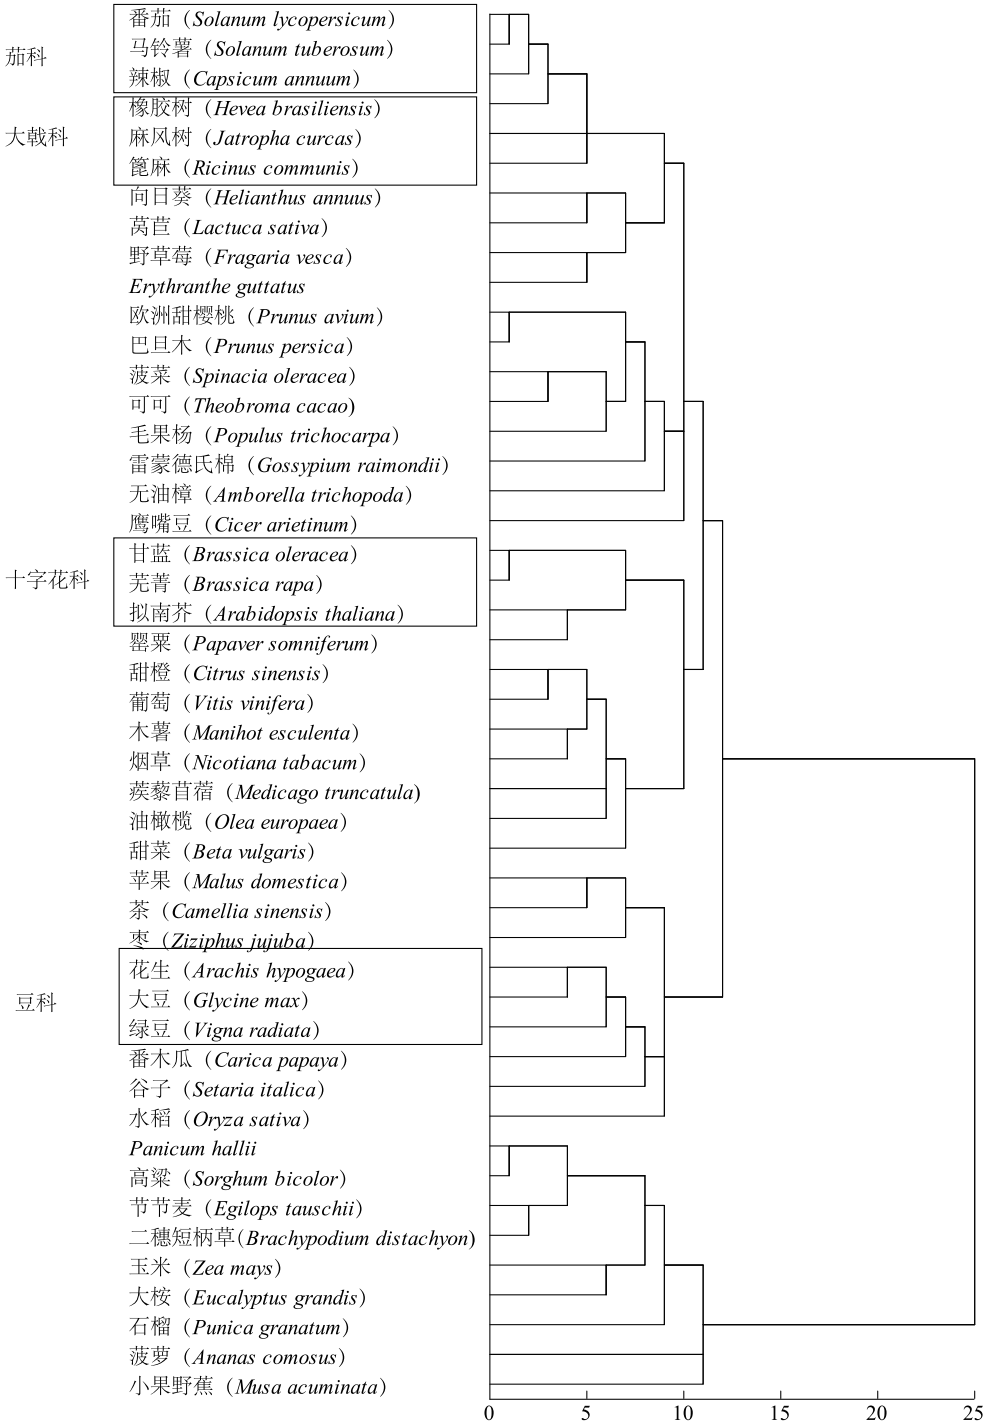 番茄（Solanum lycopersicum）
马铃薯（Solanum tuberosum）
茄科
辣椒（Capsicum annuum）
橡胶树（Hevea brasiliensis）
大戟科
麻风树（Jatropha curcas）
篦麻（Ricinus communis）
向日葵（Helianthus annuus）
莴苣（Lactuca sativa）
野草莓（Fragaria vesca）
Erythranthe guttatus
欧洲甜樱桃（Prunus avium）
巴旦木（Prunus persica）
菠菜（Spinacia oleracea）
可可（Theobroma cacao)
毛果杨（Populus trichocarpa）
雷蒙德氏棉（Gossypium raimondii）
无油樟（Amborella trichopoda）
鹰嘴豆（Cicer arietinum）
甘蓝（Brassica oleracea）
十字花科
芜菁（Brassica rapa）
拟南芥（Arabidopsis thaliana）
罂粟（Papaver somniferum）
甜橙（Citrus sinensis）
葡萄（Vitis vinifera）
木薯（Manihot esculenta）
烟草（Nicotiana tabacum）
蒺藜苜蓿（Medicago truncatula)
油橄榄（Olea europaea）
甜菜（Beta vulgaris）
苹果（Malus domestica）
茶（Camellia sinensis）
枣（Ziziphus jujuba）
花生（Arachis hypogaea）
豆科
大豆（Glycine max）
绿豆（Vigna radiata）
番木瓜（Carica papaya）
谷子（Setaria italica）
水稻（Oryza sativa）
Panicum hallii
高粱（Sorghum bicolor）
节节麦（Egilops tauschii）
二穗短柄草(Brachypodium distachyon)
玉米（Zea mays）
大桉（Eucalyptus grandis）
石榴（Punica granatum）
菠萝（Ananas comosus）
小果野蕉（Musa acuminata）
0 5 10 15 20 25